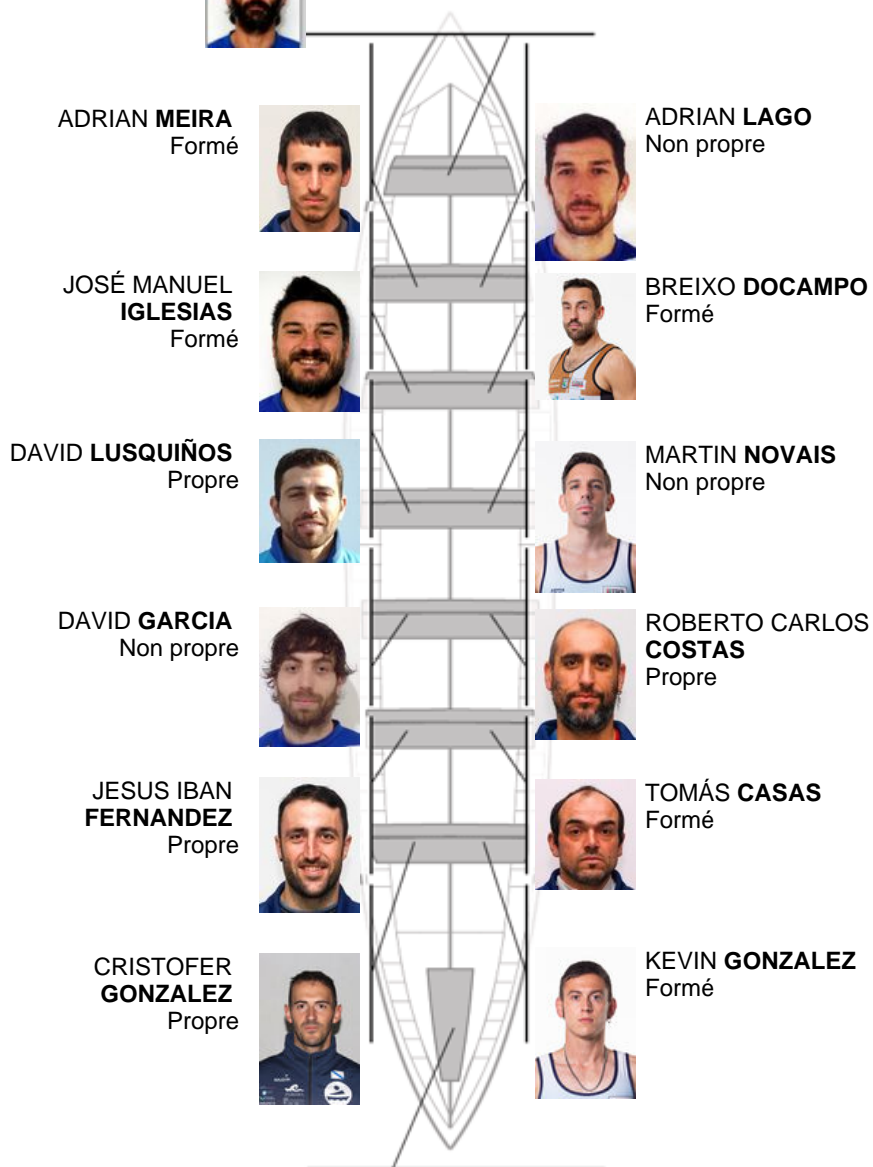 ADRIAN MEIRA
Formé
ADRIAN LAGO
Non propre
JOSÉ MANUEL
IGLESIAS
Formé
BREIXO DOCAMPO
Formé
DAVID LUSQUIÑOS
Propre
MARTIN NOVAIS
Non propre
DAVID GARCIA
Non propre
ROBERTO CARLOS
COSTAS
Propre
JESUS IBAN
FERNANDEZ
Propre
TOMÁS CASAS
Formé
CRISTOFER
GONZALEZ
Propre
KEVIN GONZALEZ
Formé